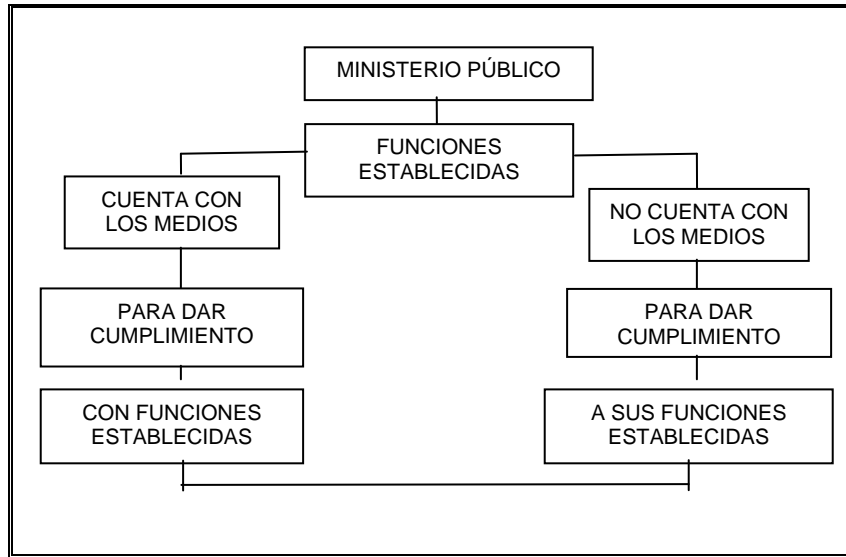 MINISTERIO PÚBLICO
FUNCIONES
ESTABLECIDAS
CUENTA CON
LOS MEDIOS
NO CUENTA CON
LOS MEDIOS
PARA DAR
CUMPLIMIENTO
PARA DAR
CUMPLIMIENTO
CON FUNCIONES
ESTABLECIDAS
A SUS FUNCIONES
ESTABLECIDAS